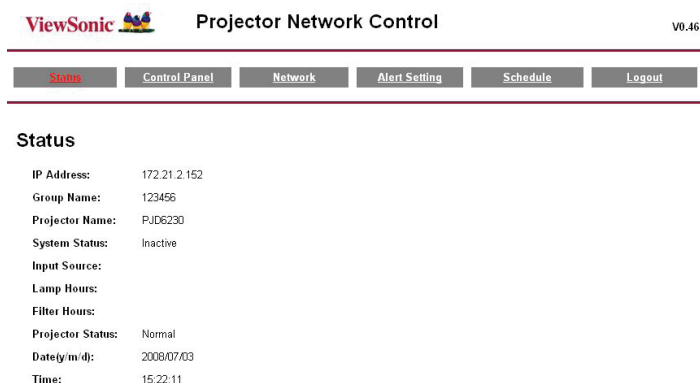 ViewSonic Projector Network Control V0.46
Status Control Panel Network Alert Setting Schedule Logout
Status
IP Address: 172.21.2.152
Group Name: 123456
Projector Name: PJD6230
System Status: Inactive
Input Source:
Lamp Hours:
Filter Hours:
Projector Status: Normal
Date(y/m/d): 2008/07/03
Time: 15:22:11